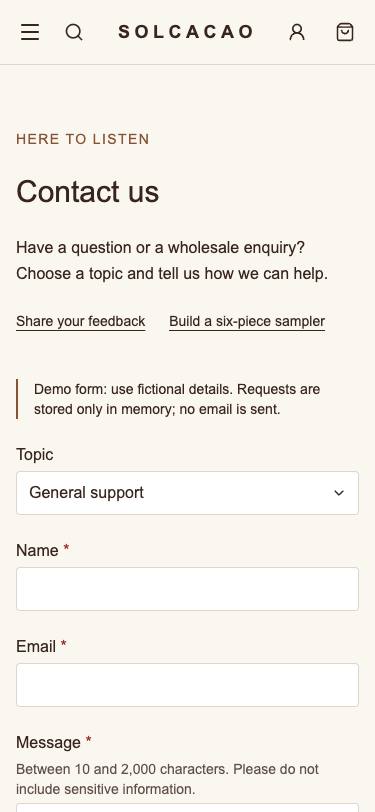 SOLCACAO
HERE TO LISTEN
Contact us
Have a question or a wholesale enquiry?
Choose a topic and tell us how we can help.
Share your feedback Build a six-piece sampler
Demo form: use fictional details. Requests are
stored only in memory; no email is sent.
Topic
General support
Name *
Email *
Message *
Between 10 and 2,000 characters. Please do not
include sensitive information.